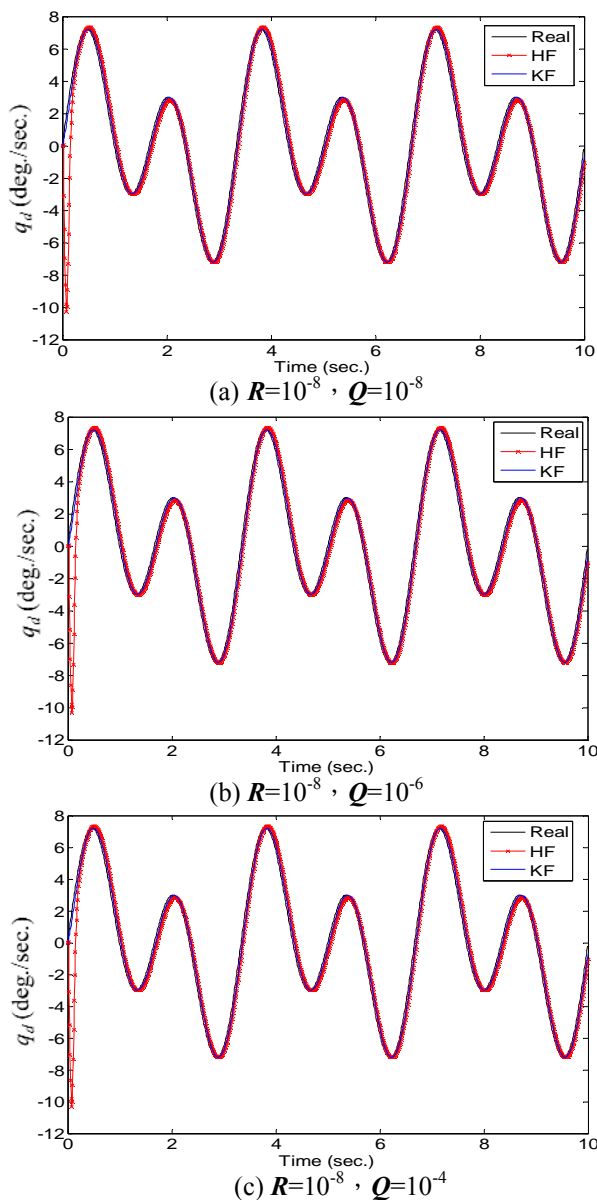 8
6
4
2
0
-2
-4
-6
-8
-10
-12
q_d (deg./sec.)
Real
HF
KF
0 2 4 6 8 10
Time (sec.)
(a) R=10^-8 , Q=10^-8
8
6
4
2
0
-2
-4
-6
-8
-10
-12
q_d (deg./sec.)
Real
HF
KF
0 2 4 6 8 10
Time (sec.)
(b) R=10^-8 , Q=10^-6
8
6
4
2
0
-2
-4
-6
-8
-10
-12
q_d (deg./sec.)
Real
HF
KF
0 2 4 6 8 10
Time (sec.)
(c) R=10^-8 , Q=10^-4